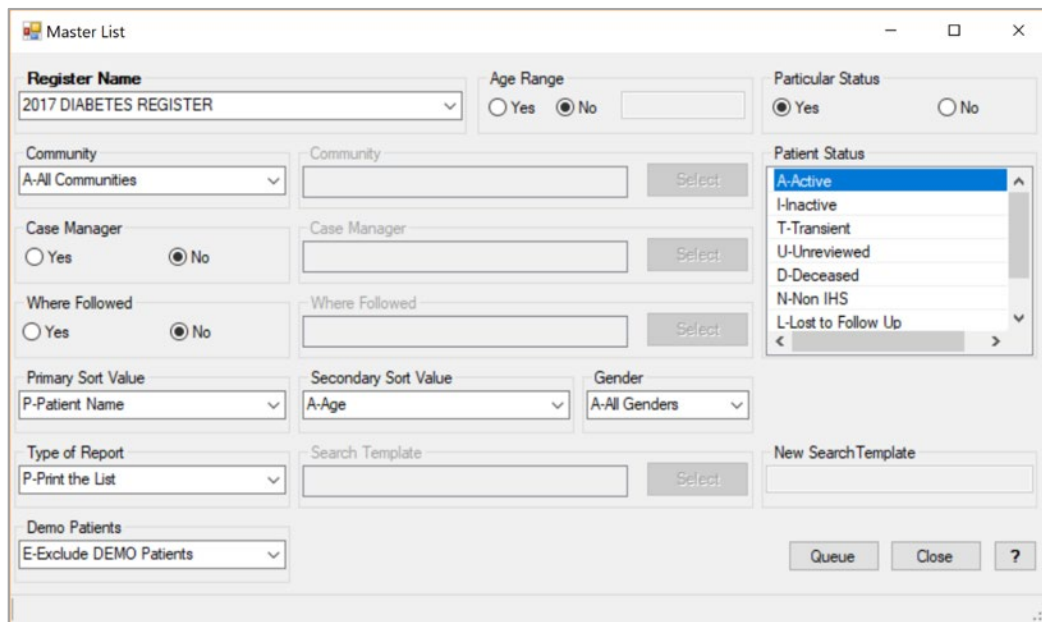 Master List
Register Name
2017 DIABETES REGISTER
Age Range
Yes No
Particular Status
Yes No
Community
A-All Communities
Community
Select
Patient Status
A-Active
I-Inactive
T-Transient
U-Unreviewed
D-Deceased
N-Non IHS
L-Lost to Follow Up
Case Manager
Yes No
Case Manager
Select
Where Followed
Yes No
Where Followed
Select
Primary Sort Value
P-Patient Name
Secondary Sort Value
A-Age
Gender
A-All Genders
Type of Report
P-Print the List
Search Template
Select
New SearchTemplate
Demo Patients
E-Exclude DEMO Patients
Queue Close ?